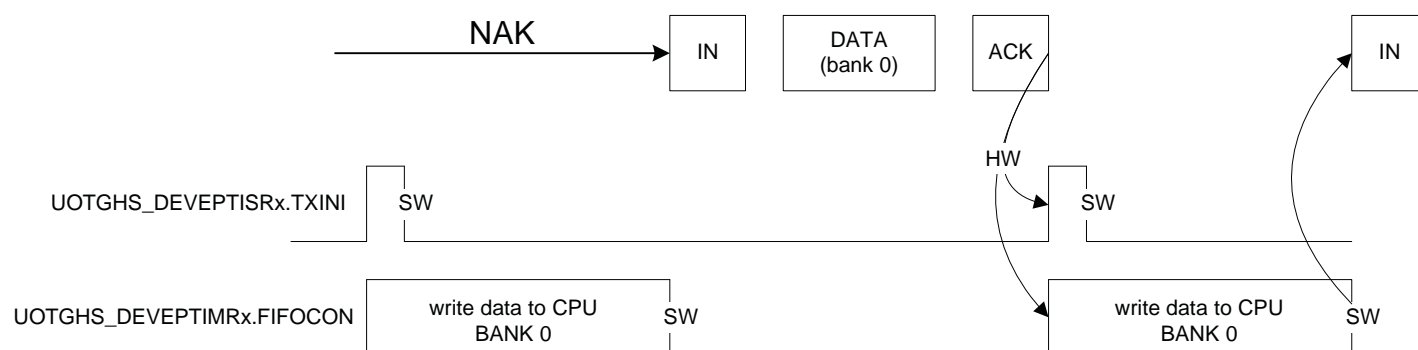 NAK
IN
DATA
(bank 0)
ACK
IN
HW
UOTGHS_DEVEPTISRx.TXINI
SW
SW
UOTGHS_DEVEPTIMRx.FIFOCON
write data to CPU
BANK 0
SW
write data to CPU
BANK 0
SW